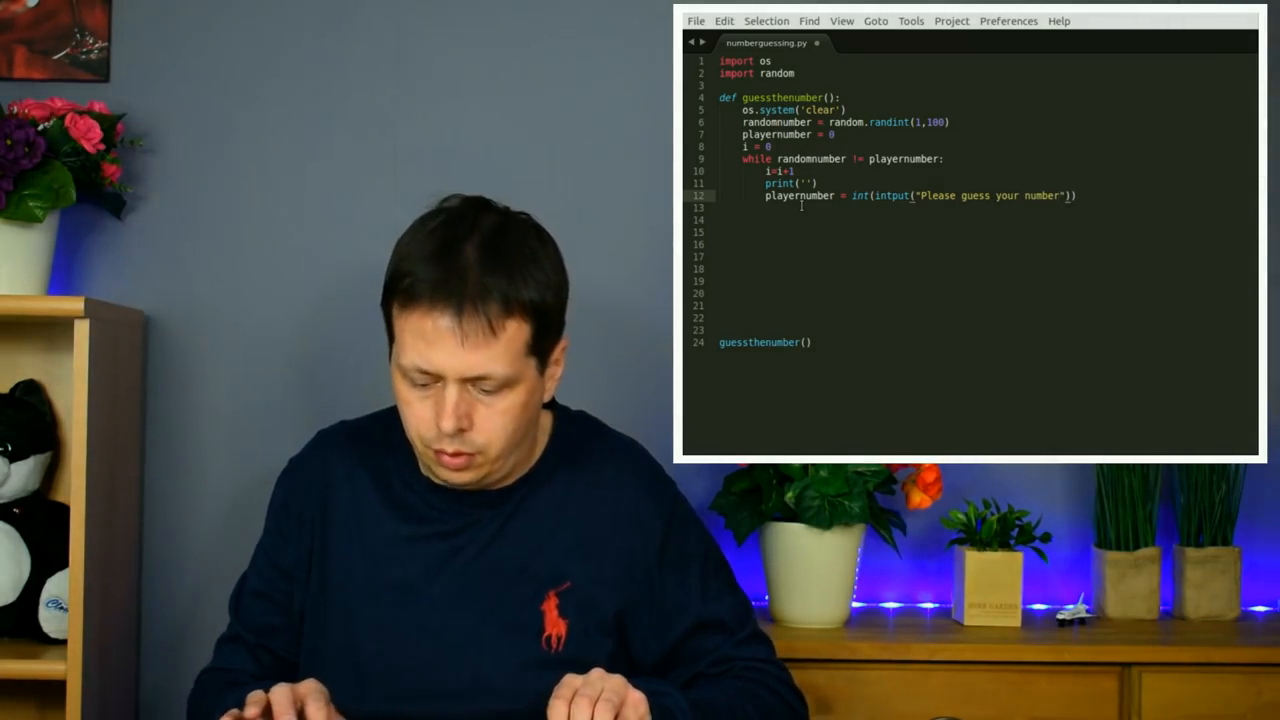 File Edit Selection Find View Goto Tools Project Preferences Help
numberguessing.py
1 import os
2 import random
3
4 def guessthenumber():
5 os.system('clear')
6 randomnumber = random.randint(1,100)
7 playernumber = 0
8 i = 0
9 while randomnumber != playernumber:
10 i=i+1
11 print('')
12 playernumber = int(intput("Please guess your number"))
13
14
15
16
17
18
19
20
21
22
23
24 guessthenumber()
HERB GARDEN